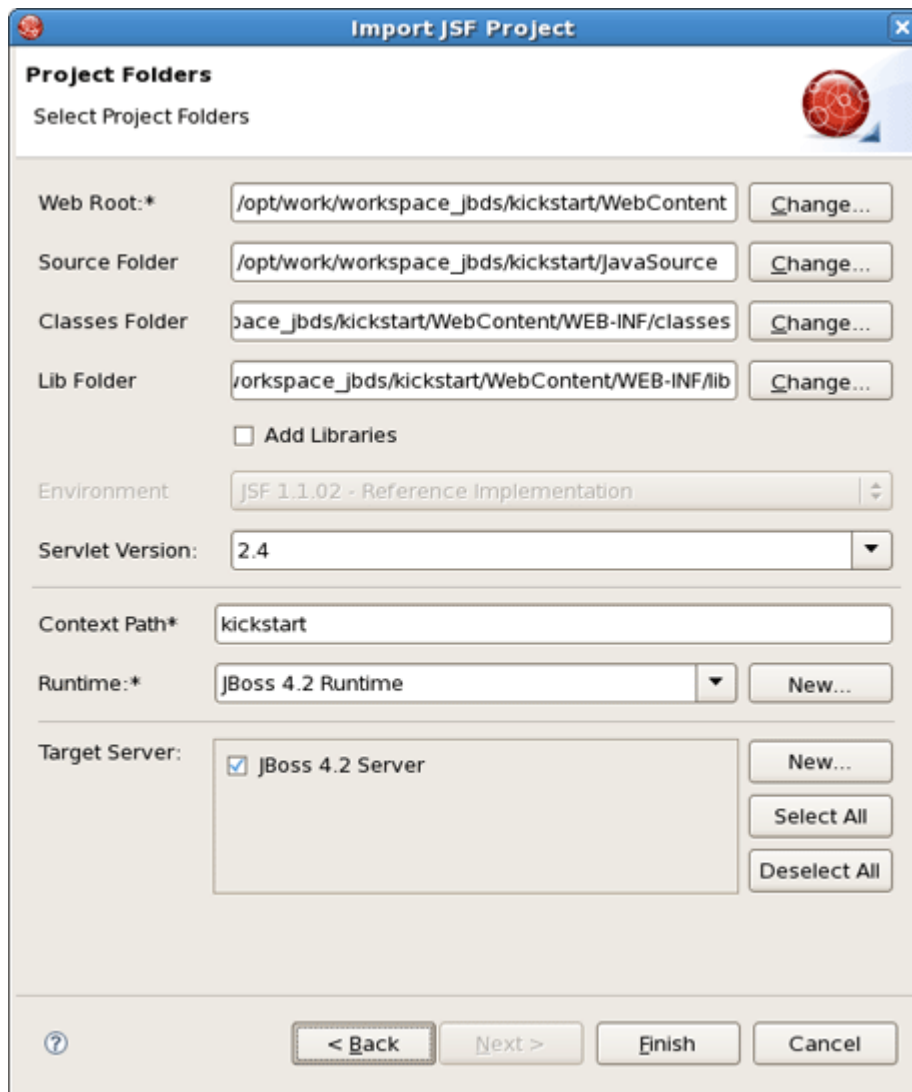 Import JSF Project
Project Folders
Select Project Folders
Web Root:* /opt/work/workspace_jbds/kickstart/WebContent Change...
Source Folder /opt/work/workspace_jbds/kickstart/JavaSource Change...
Classes Folder pace_jbds/kickstart/WebContent/WEB-INF/classes Change...
Lib Folder workspace_jbds/kickstart/WebContent/WEB-INF/lib Change...
Add Libraries
Environment JSF 1.1.02 - Reference Implementation
Servlet Version: 2.4
Context Path* kickstart
Runtime:* JBoss 4.2 Runtime New...
Target Server: JBoss 4.2 Server New...
Select All
Deselect All
? < Back Next > Finish Cancel